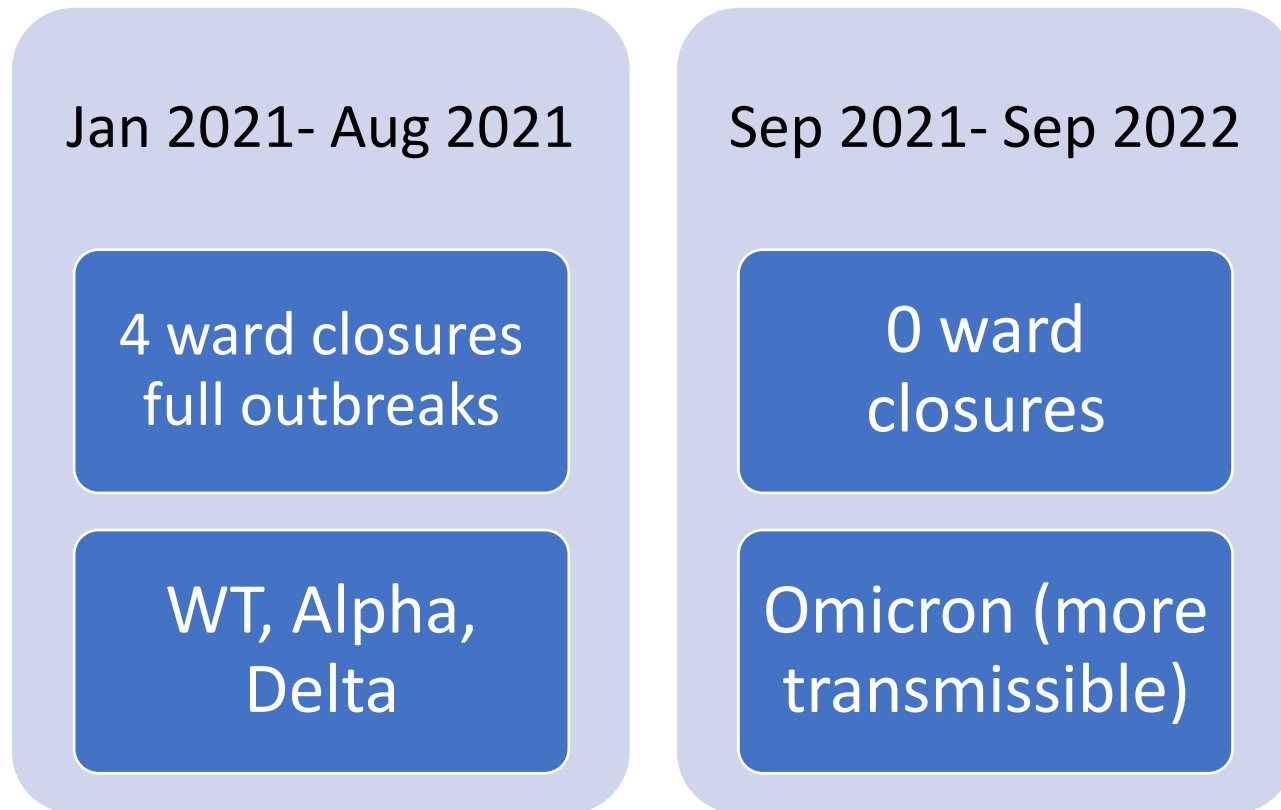 Jan 2021- Aug 2021
4 ward closures
full outbreaks
WT, Alpha,
Delta
Sep 2021- Sep 2022
0 ward
closures
Omicron (more
transmissible)